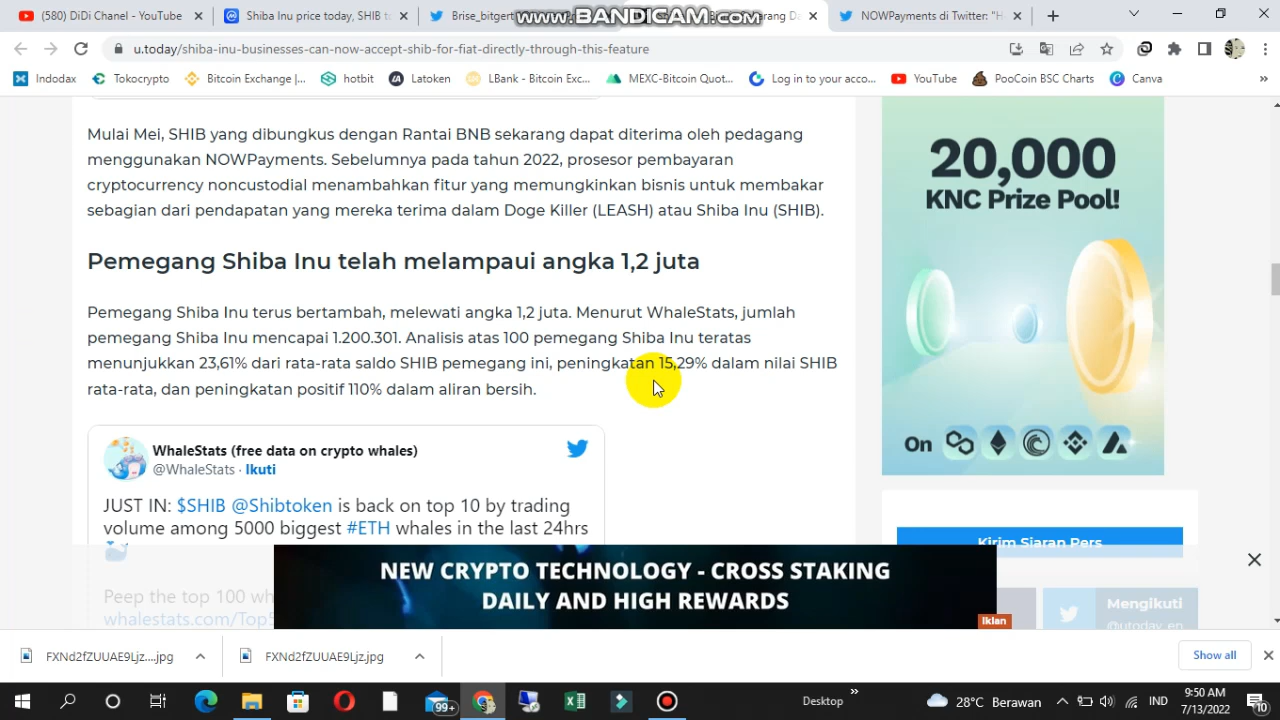 (580) DiDi Chanel - YouTube
Shiba Inu price today, SHIB t
Brise_bitgert
www.BANDICAM.com
NOWPayments di Twitter: "H
u.today/shiba-inu-businesses-can-now-accept-shib-for-fiat-directly-through-this-feature
Indodax
Tokocrypto
Bitcoin Exchange |...
hotbit
Latoken
LBank - Bitcoin Exc...
MEXC-Bitcoin Quot...
Log in to your acco...
YouTube
PooCoin BSC Charts
Canva
»
Mulai Mei, SHIB yang dibungkus dengan Rantai BNB sekarang dapat diterima oleh pedagang
menggunakan NOWPayments. Sebelumnya pada tahun 2022, prosesor pembayaran
cryptocurrency noncustodial menambahkan fitur yang memungkinkan bisnis untuk membakar
sebagian dari pendapatan yang mereka terima dalam Doge Killer (LEASH) atau Shiba Inu (SHIB).
Pemegang Shiba Inu telah melampaui angka 1,2 juta
Pemegang Shiba Inu terus bertambah, melewati angka 1,2 juta. Menurut WhaleStats, jumlah
pemegang Shiba Inu mencapai 1.200.301. Analisis atas 100 pemegang Shiba Inu teratas
menunjukkan 23,61% dari rata-rata saldo SHIB pemegang ini, peningkatan 15,29% dalam nilai SHIB
rata-rata, dan peningkatan positif 110% dalam aliran bersih.
WhaleStats (free data on crypto whales)
@WhaleStats · Ikuti
JUST IN: $SHIB @Shibtoken is back on top 10 by trading
volume among 5000 biggest #ETH whales in the last 24hrs
Peep the top 100 wh
whalestats.com/Top5
20,000
KNC Prize Pool!
On
Kirim Siaran Pers
Mengikuti
@utoday_en
NEW CRYPTO TECHNOLOGY - CROSS STAKING
DAILY AND HIGH REWARDS
Iklan
FXNd2fZUUAE9Ljz....jpg
FXNd2fZUUAE9Ljz.jpg
Show all
99+
Desktop
»
28°C Berawan
IND
9:50 AM
7/13/2022
10